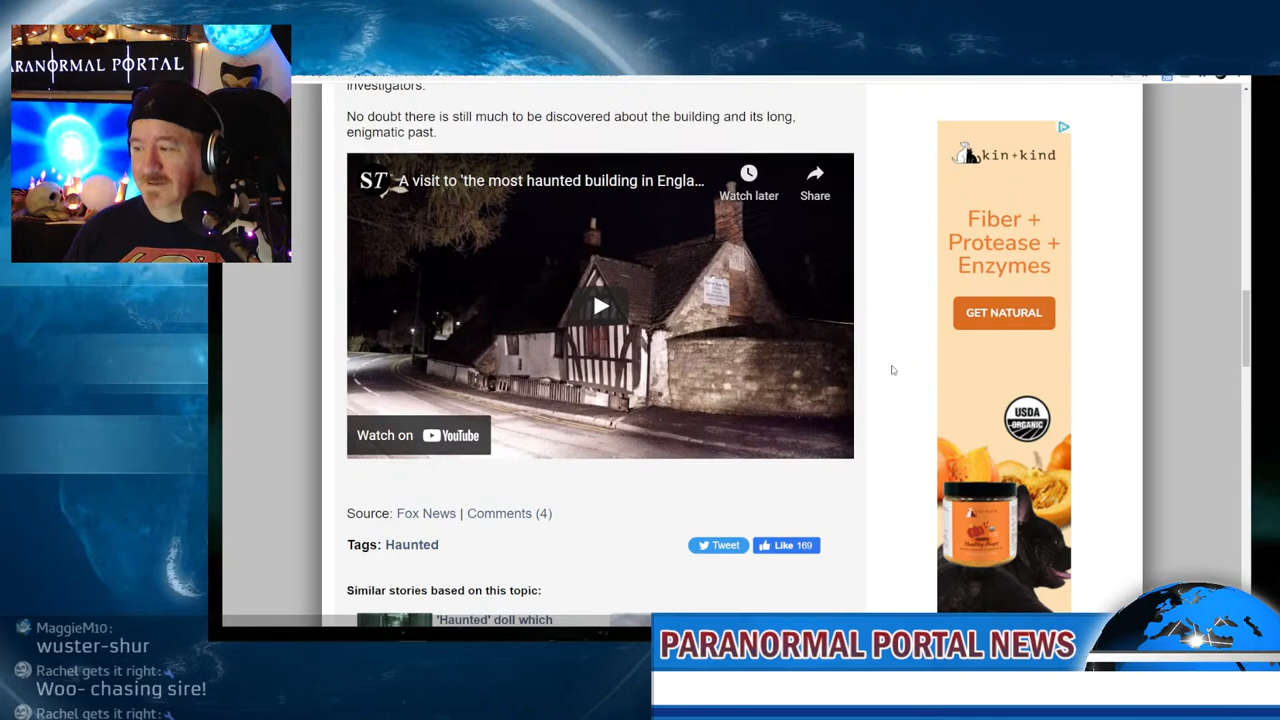 PARANORMAL PORTAL
investigators.
No doubt there is still much to be discovered about the building and its long,
enigmatic past.
ST
A visit to 'the most haunted building in Engla...
Watch later
Share
Watch on YouTube
Source: Fox News | Comments (4)
Tags: Haunted
Tweet
Like 169
Similar stories based on this topic:
'Haunted' doll which
kin+kind
Fiber +
Protease +
Enzymes
GET NATURAL
USDA
ORGANIC
MaggieM10:
wuster-shur
Rachel gets it right:
Woo- chasing sire!
Rachel gets it right:
PARANORMAL PORTAL NEWS